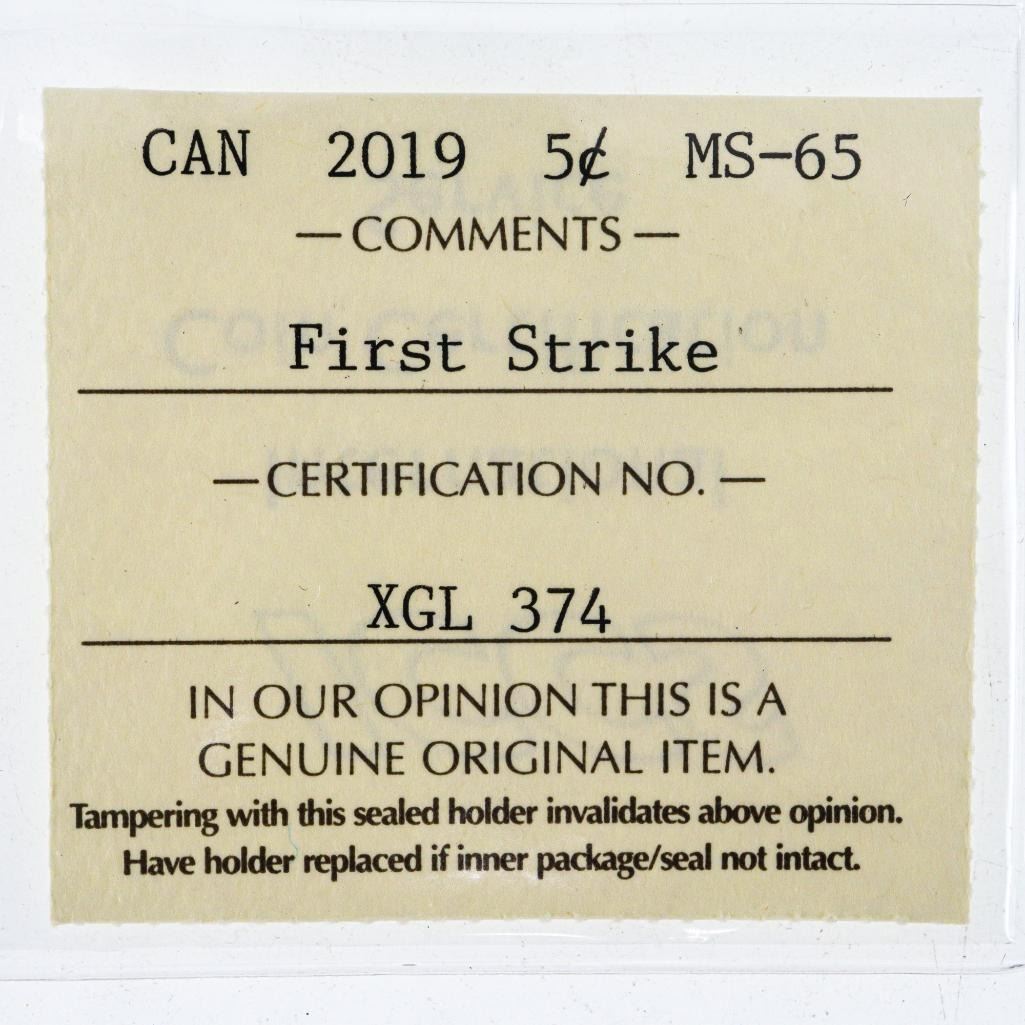 CAN 2019 5¢ MS-65
— COMMENTS —
First Strike
— CERTIFICATION NO. —
XGL 374
IN OUR OPINION THIS IS A
GENUINE ORIGINAL ITEM.
Tampering with this sealed holder invalidates above opinion.
Have holder replaced if inner package/seal not intact.